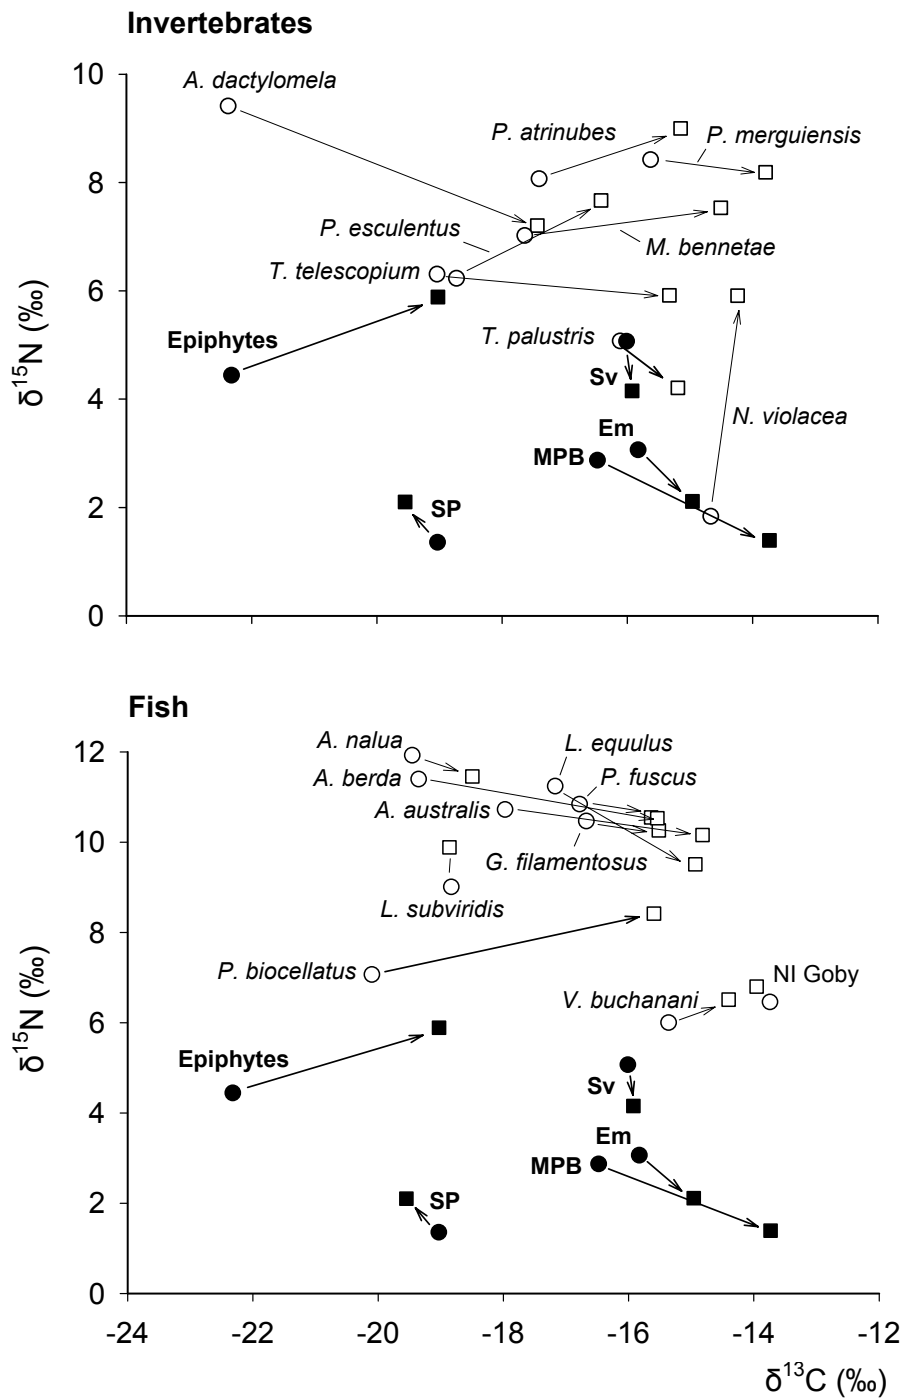 Invertebrates
10
8
6
4
2
0
δ15N (‰)
A. dactylomela
P. atrinubes
P. merguiensis
P. esculentus
M. bennetae
T. telescopium
Epiphytes
T. palustris
Sv
N. violacea
Em
MPB
SP
Fish
12
10
8
6
4
2
0
δ15N (‰)
A. nalua
L. equulus
A. berda
P. fuscus
A. australis
G. filamentosus
L. subviridis
P. biocellatus
NI Goby
V. buchanani
Epiphytes
Sv
Em
MPB
SP
-24 -22 -20 -18 -16 -14 -12
δ13C (‰)